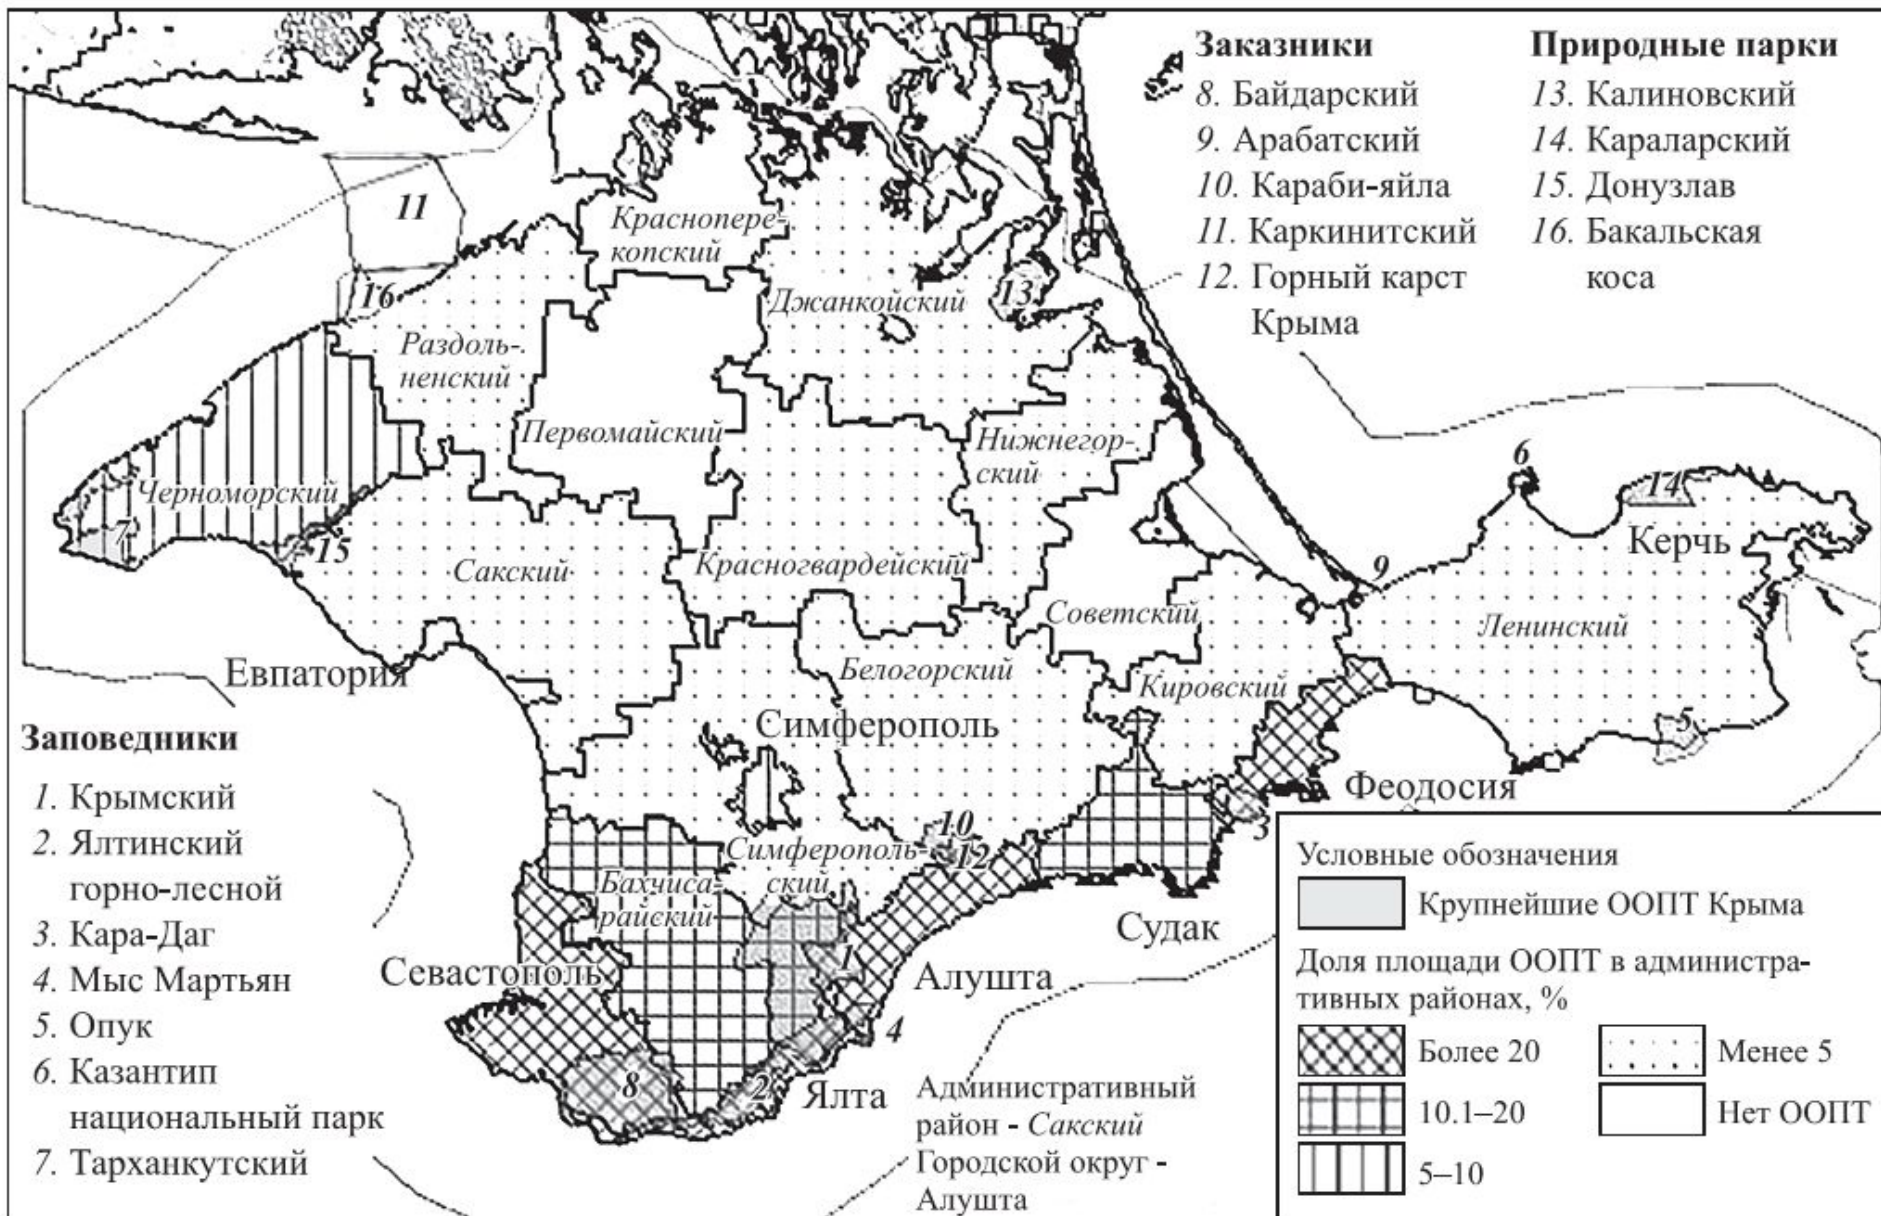 Заказники
8. Байдарский
9. Арабатский
10. Караби-яйла
11. Каркинитский
12. Горный карст
Крыма
Природные парки
13. Калиновский
14. Караларский
15. Донузлав
16. Бакальская
коса
11
16
Краснопере-
копский
Джанкойский
13
Раздоль-
ненский
Первомайский
Нижнегор-
ский
6
14
Керчь
Черноморский
7
15
Сакский
Красногвардейский
9
Советский
Ленинский
Евпатория
Белогорский
Кировский
Симферополь
5
Феодосия
3
10
12
Симферополь-
ский
Бахчиса-
райский
Судак
Севастополь
1
Алушта
4
8
2
Ялта
Заповедники
1. Крымский
2. Ялтинский
горно-лесной
3. Кара-Даг
4. Мыс Мартьян
5. Опук
6. Казантип
национальный парк
7. Тарханкутский
Административный
район - Сакский
Городской округ -
Алушта
Условные обозначения
Крупнейшие ООПТ Крыма
Доля площади ООПТ в администра-
тивных районах, %
Более 20
10.1–20
5–10
Менее 5
Нет ООПТ